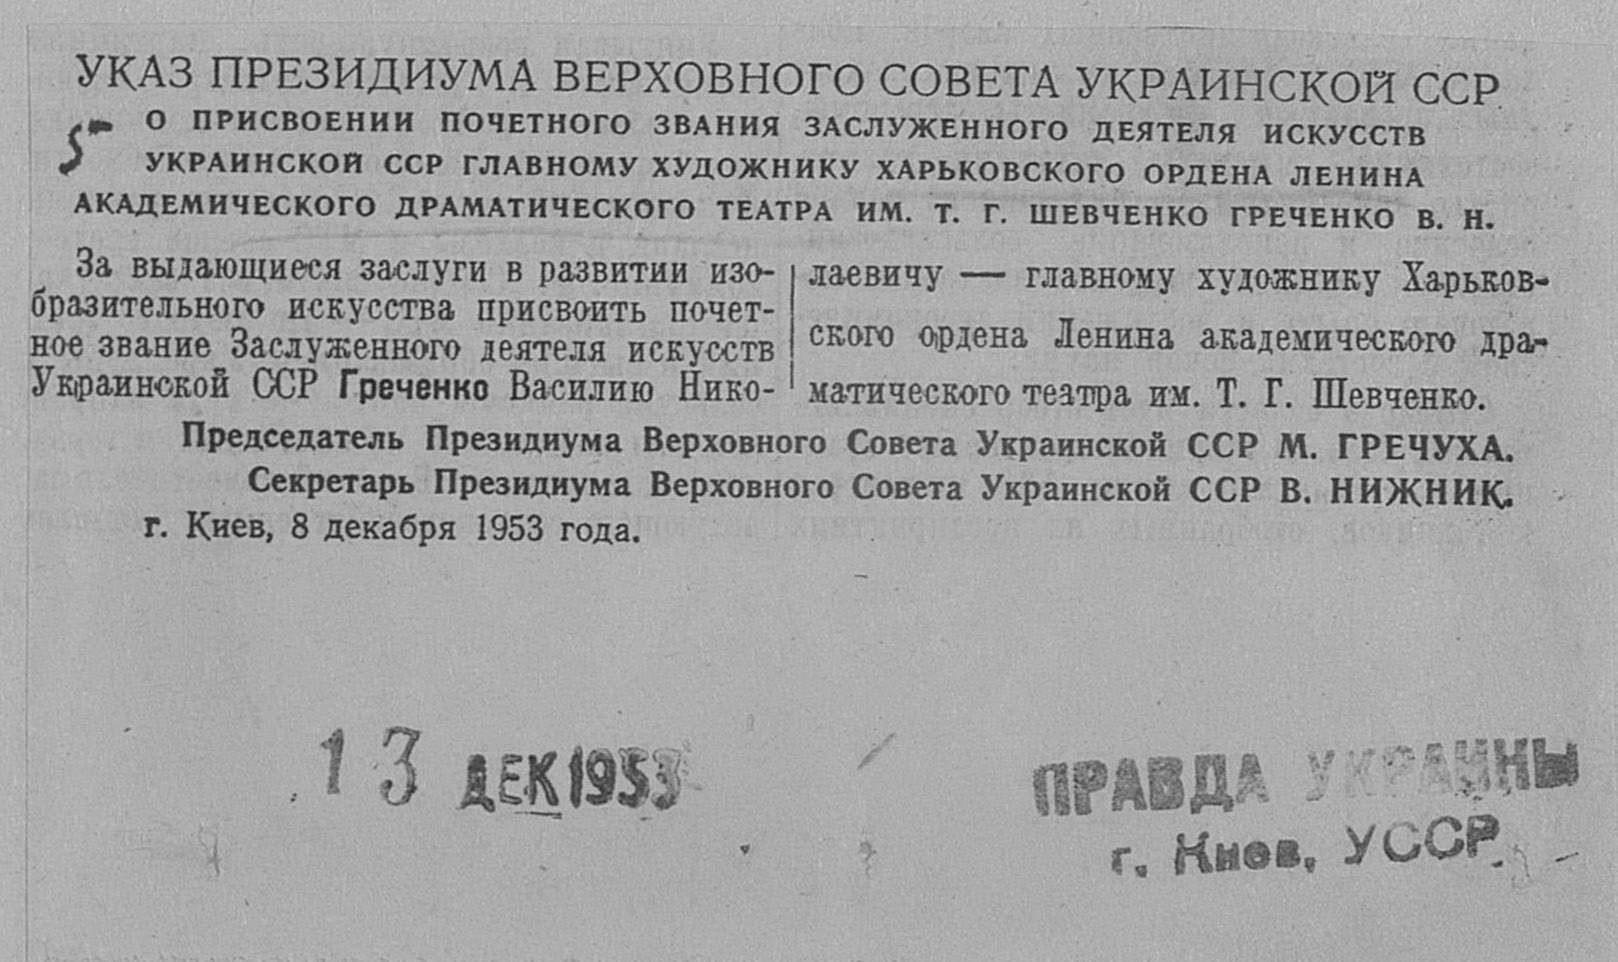 УКАЗ ПРЕЗИДИУМА ВЕРХОВНОГО СОВЕТА УКРАИНСКОЙ ССР
5
О ПРИСВОЕНИИ ПОЧЕТНОГО ЗВАНИЯ ЗАСЛУЖЕННОГО ДЕЯТЕЛЯ ИСКУССТВ
УКРАИНСКОЙ ССР ГЛАВНОМУ ХУДОЖНИКУ ХАРЬКОВСКОГО ОРДЕНА ЛЕНИНА
АКАДЕМИЧЕСКОГО ДРАМАТИЧЕСКОГО ТЕАТРА ИМ. Т. Г. ШЕВЧЕНКО ГРЕЧЕНКО В. Н.
За выдающиеся заслуги в развитии изо-
бразительного искусства присвоить почет-
ное звание Заслуженного деятеля искусств
Украинской ССР Греченко Василию Нико-
лаевичу — главному художнику Харьков-
ского ордена Ленина академического дра-
матического театра им. Т. Г. Шевченко.
Председатель Президиума Верховного Совета Украинской ССР М. ГРЕЧУХА.
Секретарь Президиума Верховного Совета Украинской ССР В. НИЖНИК.
г. Киев, 8 декабря 1953 года.
13 ДЕК 1953
ПРАВДА УКРАИНЫ
г. Киев, УССР